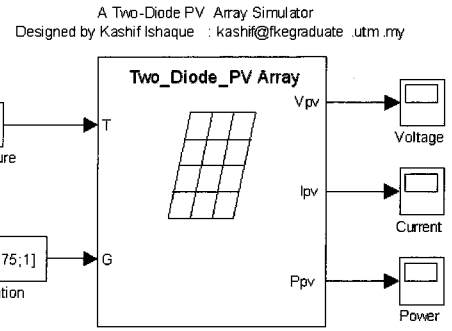 A Two-Diode PV Array Simulator
Designed by Kashif Ishaque : kashif@fkegraduate .utm .my
Two_Diode_PV Array
Vpv
T
Voltage
ure
Ipv
Current
75;1]
G
tion
Ppv
Power